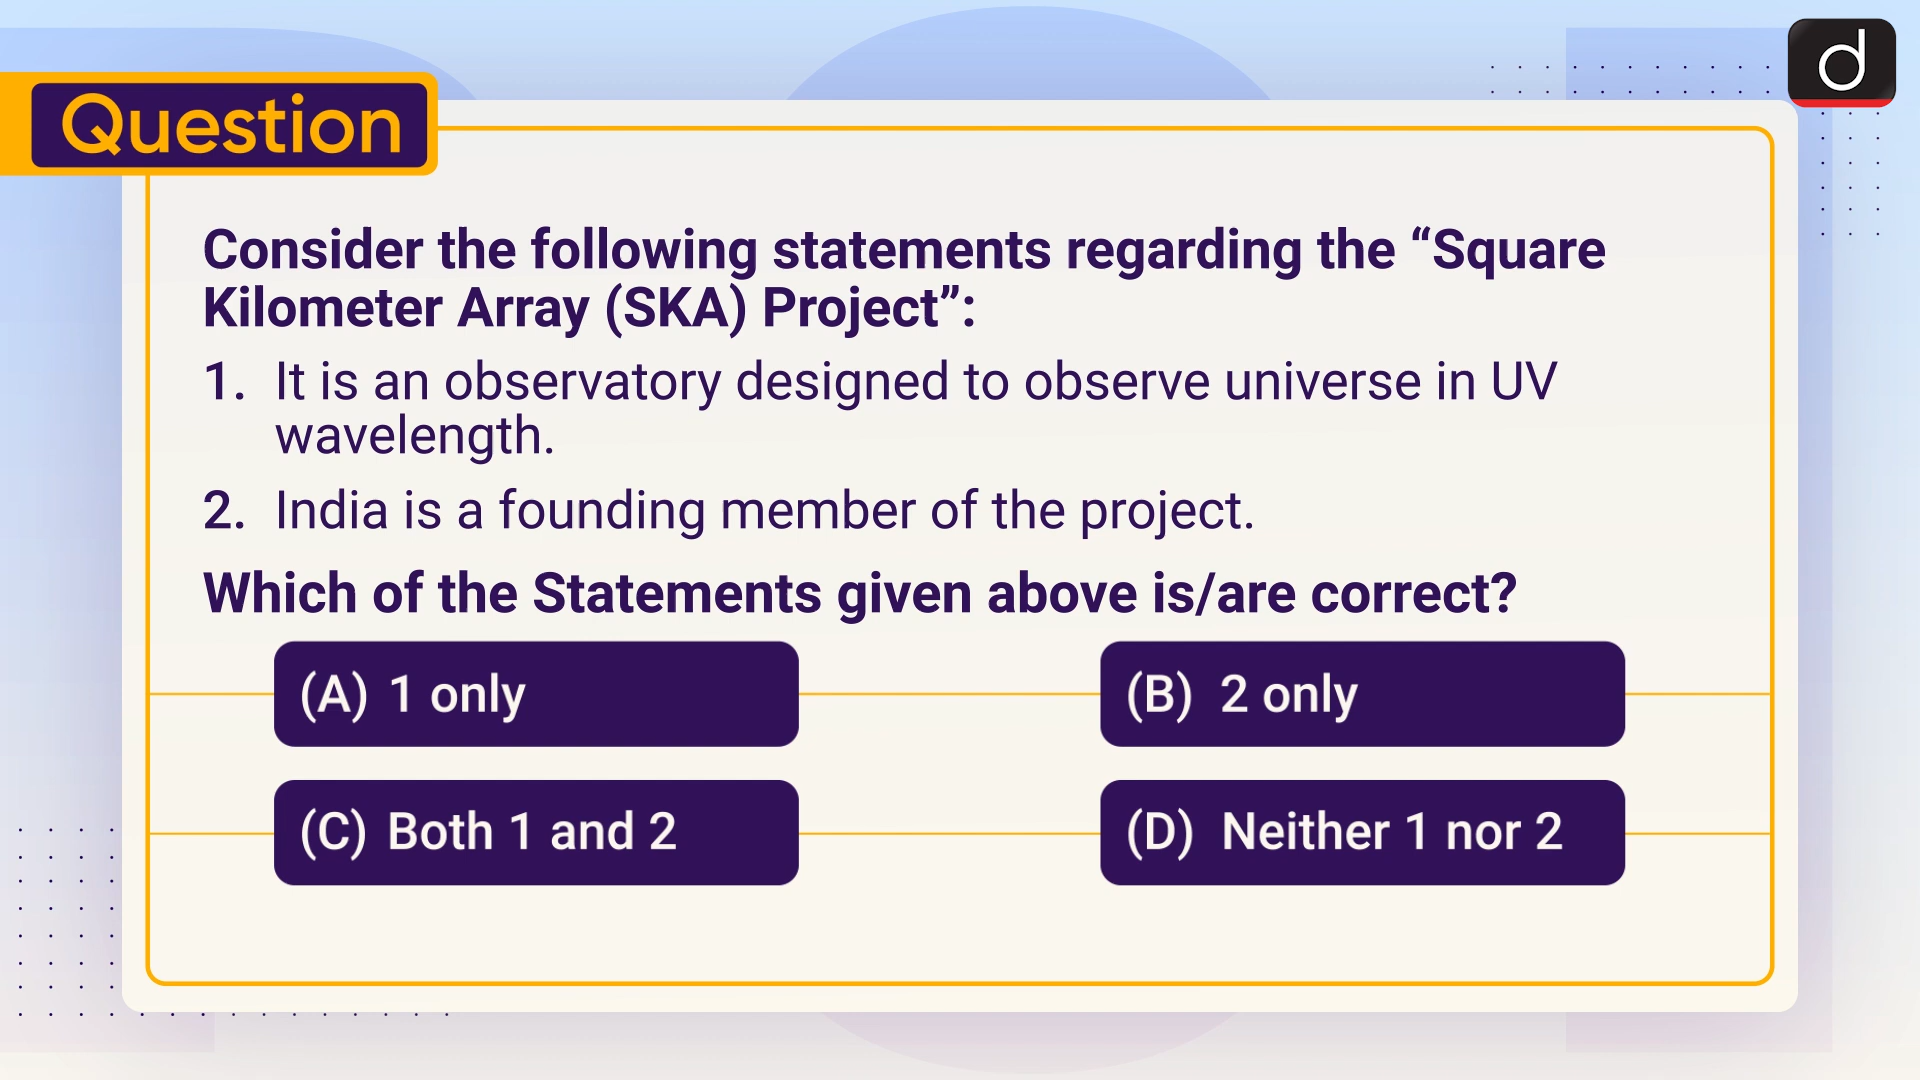 Question
Consider the following statements regarding the “Square
Kilometer Array (SKA) Project”:
1. It is an observatory designed to observe universe in UV
wavelength.
2. India is a founding member of the project.
Which of the Statements given above is/are correct?
(A) 1 only
(B) 2 only
(C) Both 1 and 2
(D) Neither 1 nor 2
d